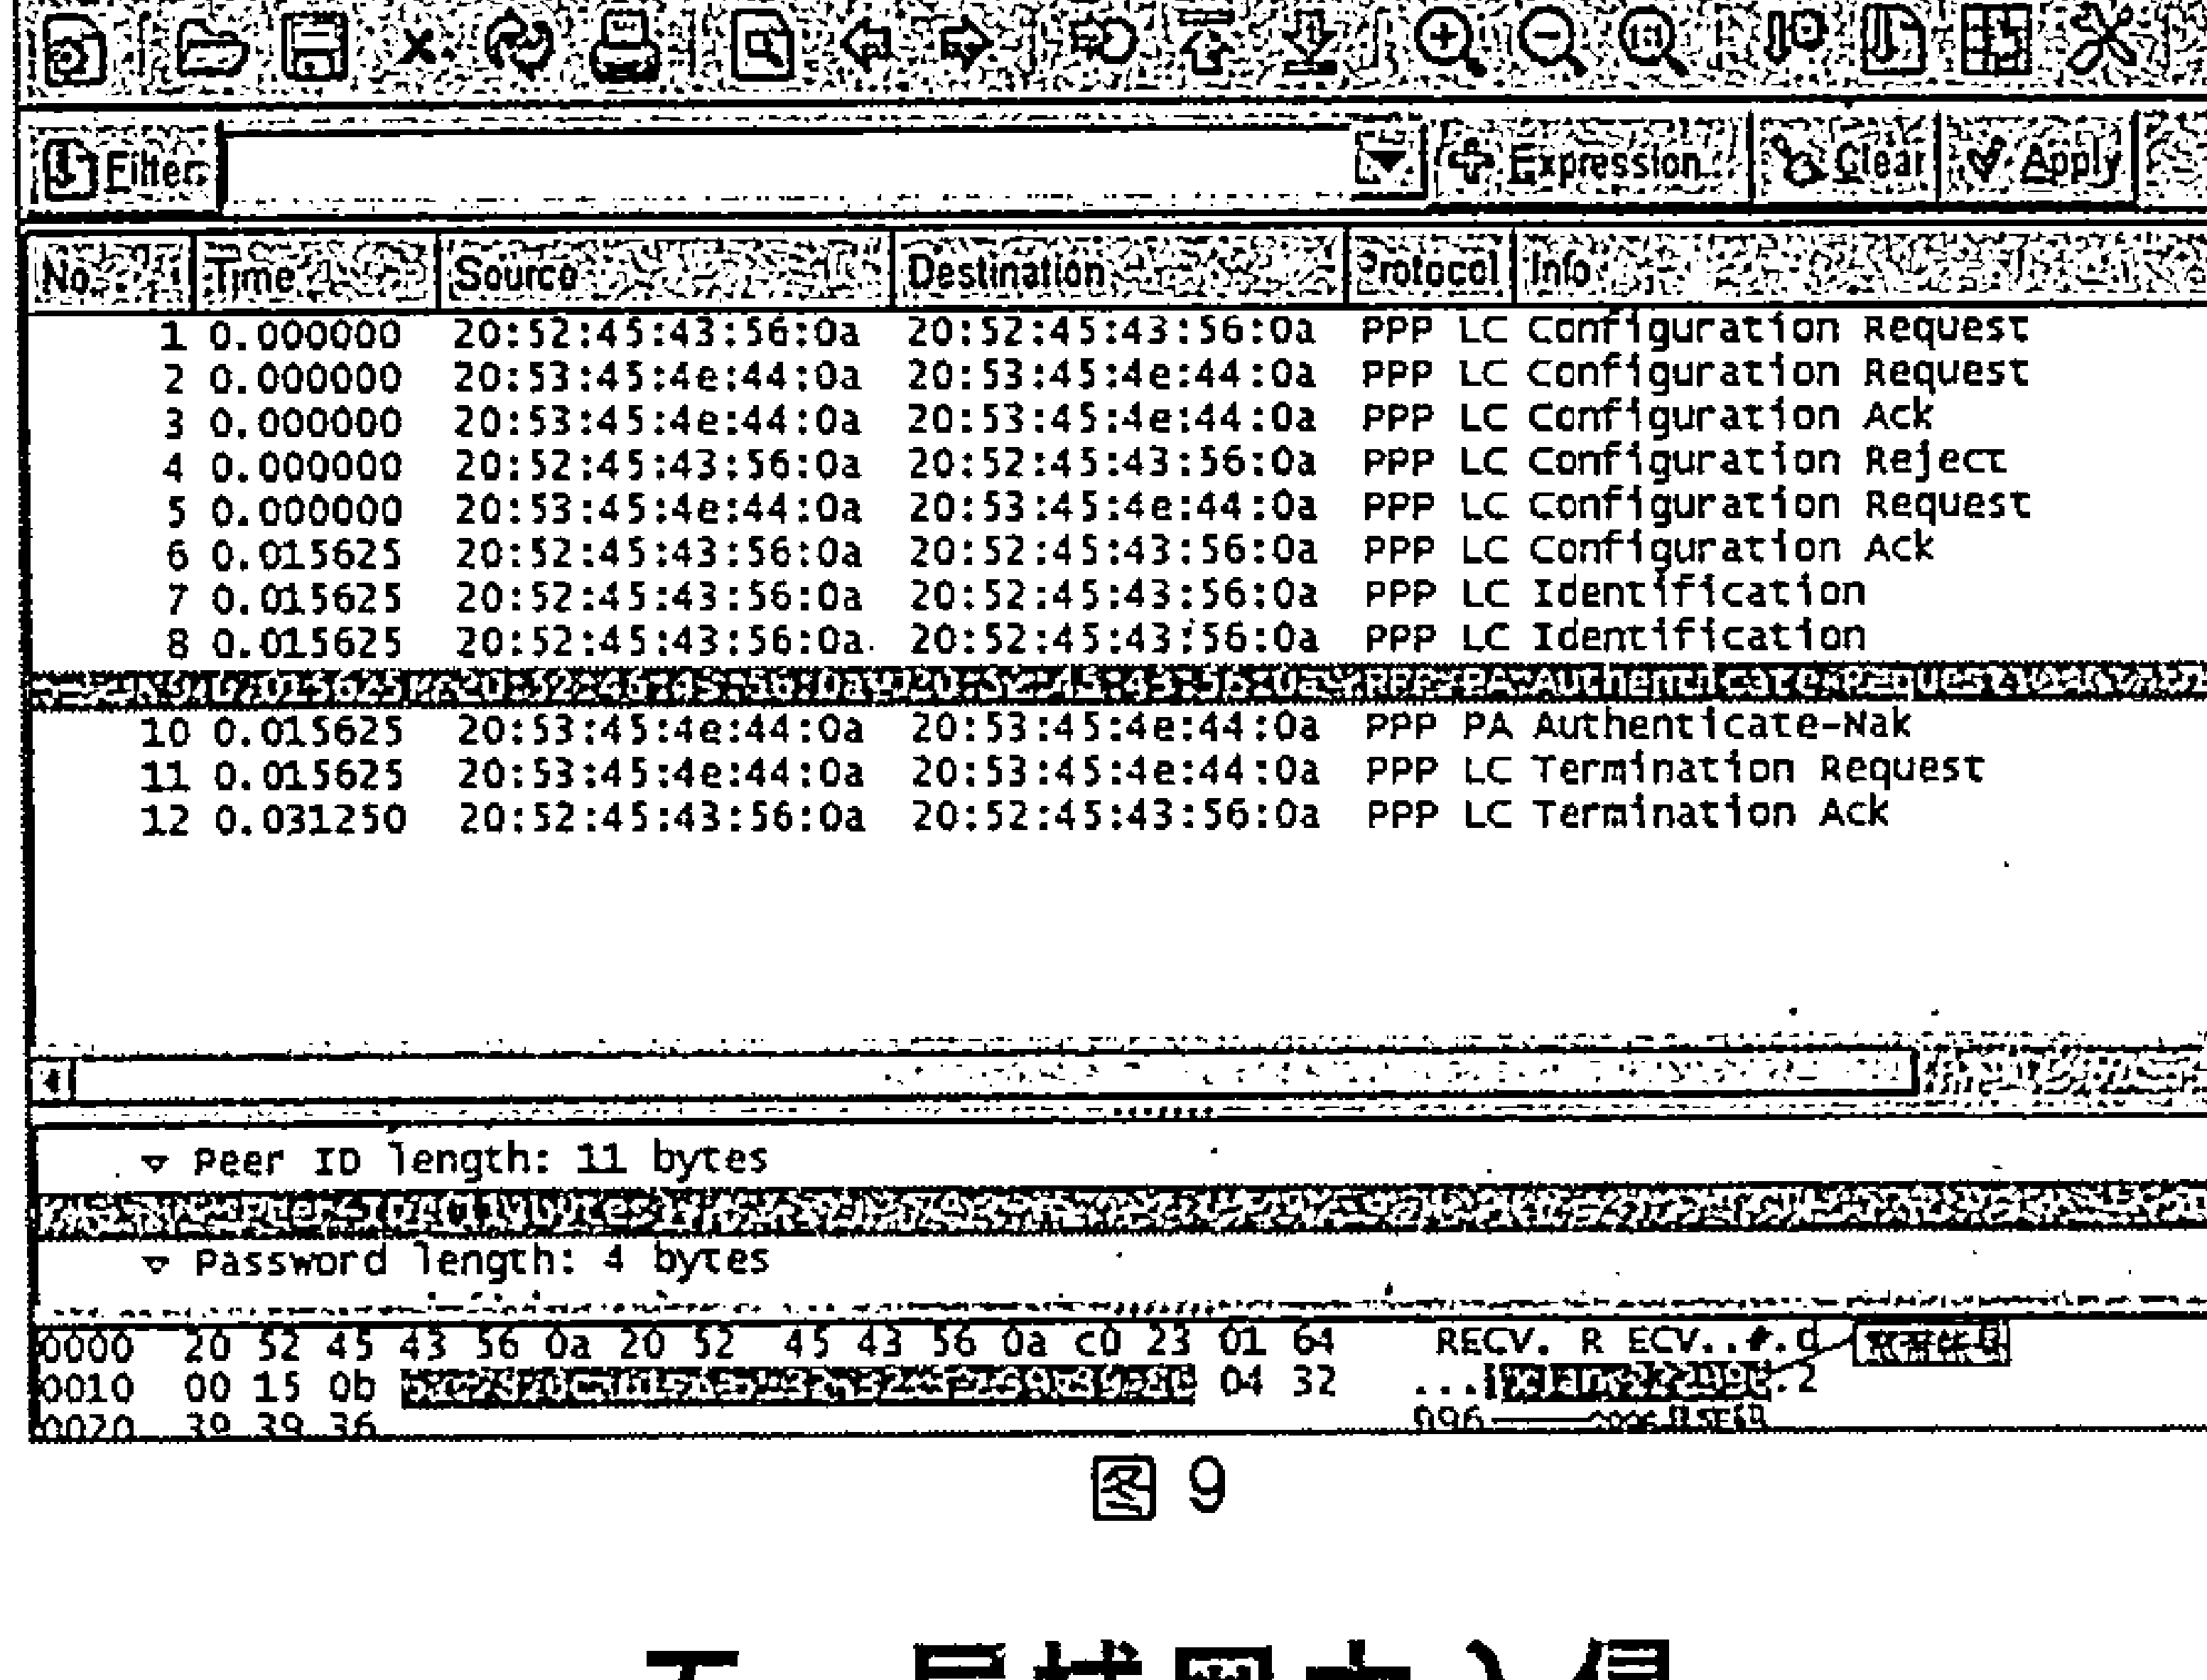 Filter: Expression... Clear Apply
No. Time Source Destination Protocol Info
1 0.000000 20:52:45:43:56:0a 20:52:45:43:56:0a PPP LC Configuration Request
2 0.000000 20:53:45:4e:44:0a 20:53:45:4e:44:0a PPP LC Configuration Request
3 0.000000 20:53:45:4e:44:0a 20:53:45:4e:44:0a PPP LC Configuration Ack
4 0.000000 20:52:45:43:56:0a 20:52:45:43:56:0a PPP LC Configuration Reject
5 0.000000 20:53:45:4e:44:0a 20:53:45:4e:44:0a PPP LC Configuration Request
6 0.015625 20:52:45:43:56:0a 20:52:45:43:56:0a PPP LC Configuration Ack
7 0.015625 20:52:45:43:56:0a 20:52:45:43:56:0a PPP LC Identification
8 0.015625 20:52:45:43:56:0a 20:52:45:43:56:0a PPP LC Identification
10 0.015625 20:53:45:4e:44:0a 20:53:45:4e:44:0a PPP PA Authenticate-Nak
11 0.015625 20:53:45:4e:44:0a 20:53:45:4e:44:0a PPP LC Termination Request
12 0.031250 20:52:45:43:56:0a 20:52:45:43:56:0a PPP LC Termination Ack
Peer ID length: 11 bytes
Password length: 4 bytes
0000 20 52 45 43 56 0a 20 52 45 43 56 0a c0 23 01 64 RECV. R ECV..#.d
0010 00 15 0b 04 32 .2
0020 39 39 36
图 9